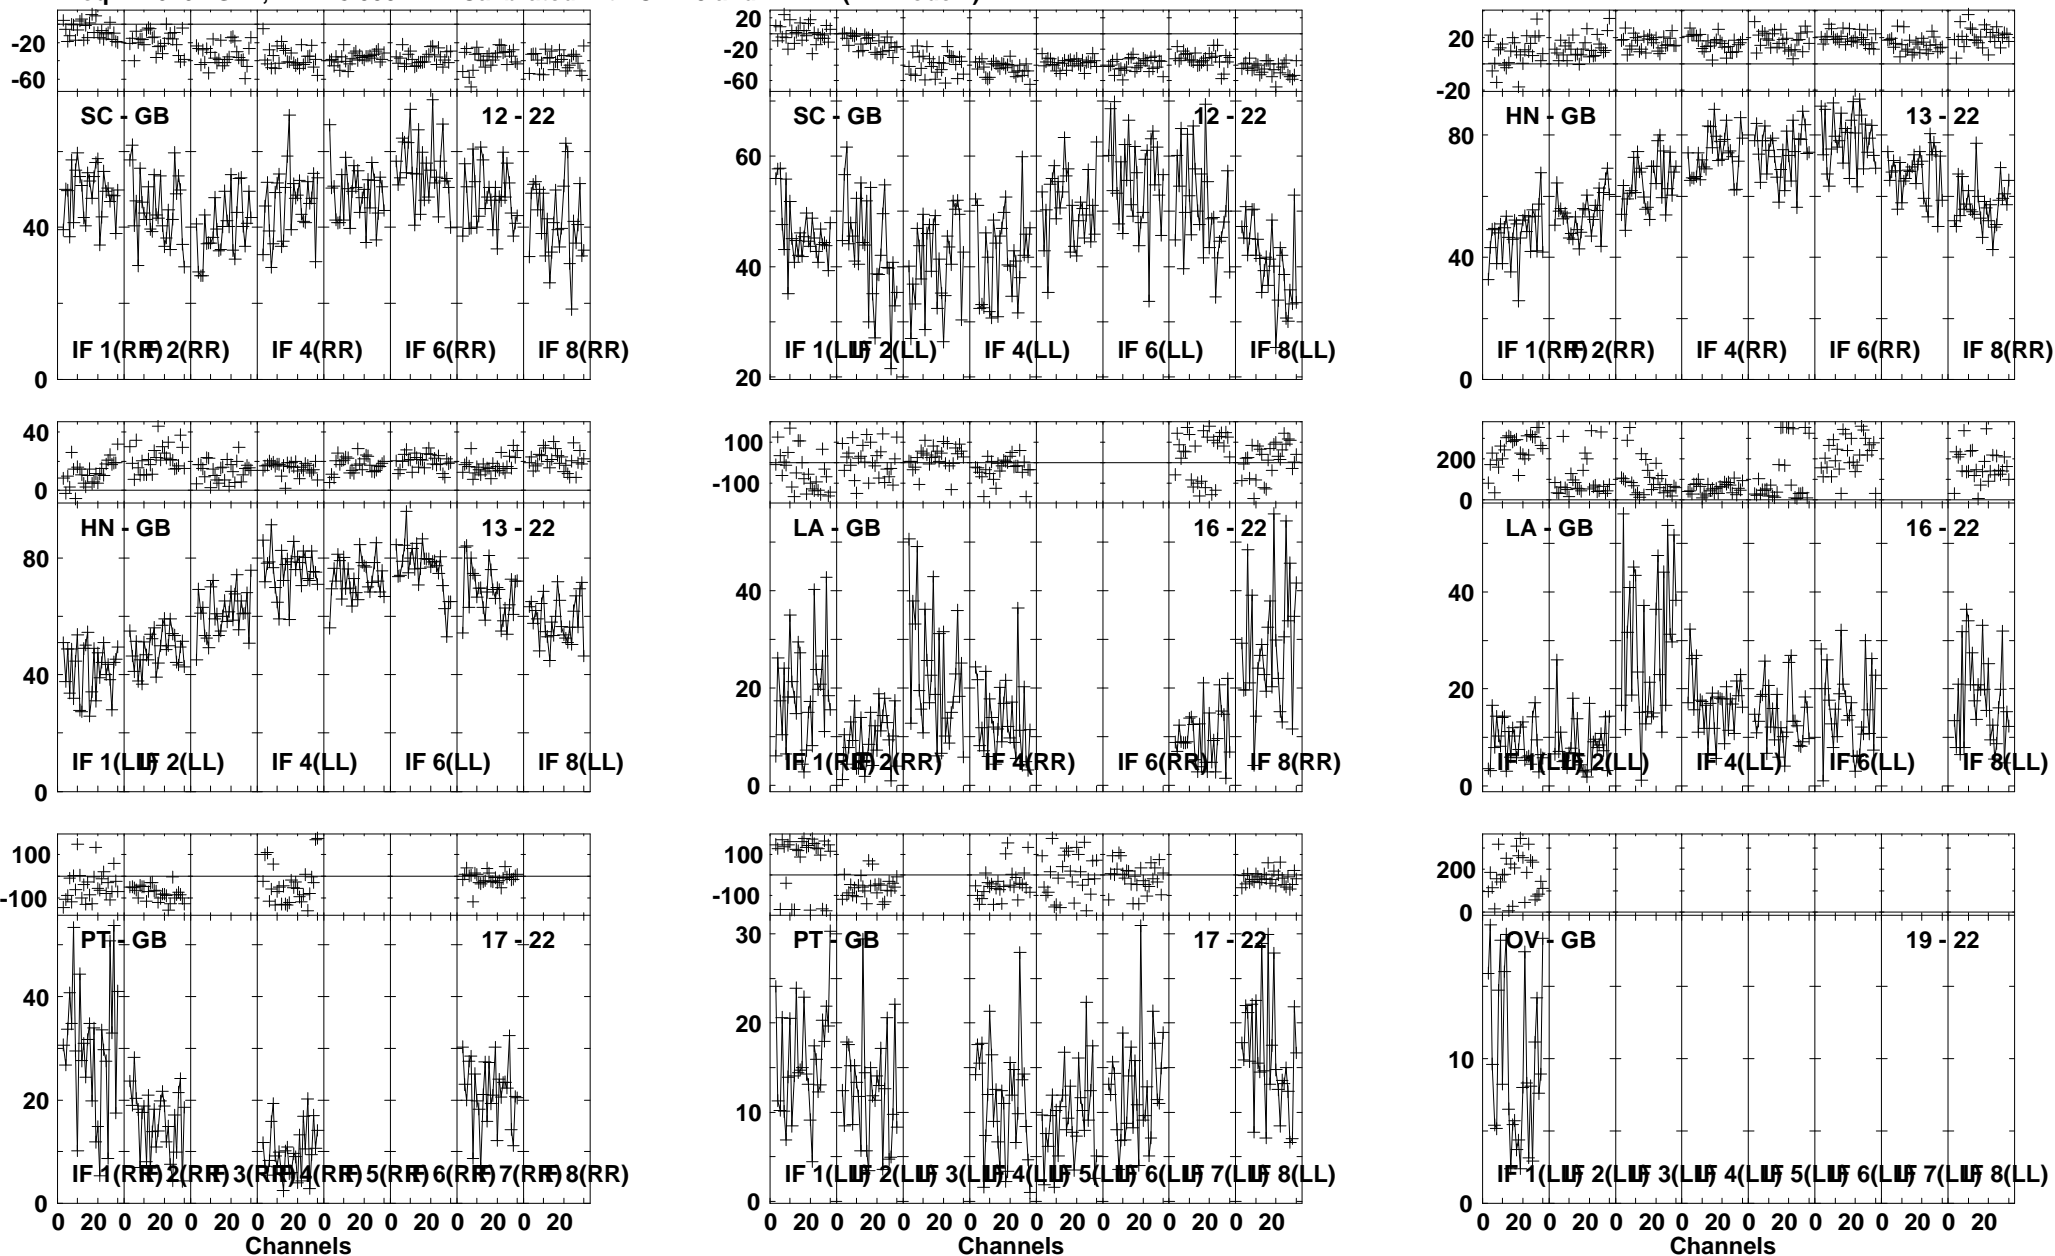 -20
-60
SC - GB 12 - 22
40
IF 1(RR) IF 2(RR) IF 4(RR) IF 6(RR) IF 8(RR)
0
20
-20
-60
SC - GB 12 - 22
60
40
IF 1(LL) IF 2(LL) IF 4(LL) IF 6(LL) IF 8(LL)
20
20
-20
HN - GB 13 - 22
80
40
IF 1(RR) IF 2(RR) IF 4(RR) IF 6(RR) IF 8(RR)
0
40
0
HN - GB 13 - 22
80
40
IF 1(LL) IF 2(LL) IF 4(LL) IF 6(LL) IF 8(LL)
0
100
-100
LA - GB 16 - 22
40
20
IF 1(RR) IF 2(RR) IF 4(RR) IF 6(RR) IF 8(RR)
0
200
0
LA - GB 16 - 22
40
20
IF 1(LL) IF 2(LL) IF 4(LL) IF 6(LL) IF 8(LL)
0
100
-100
PT - GB 17 - 22
40
20
IF 1(RR) IF 2(RR) IF 3(RR) IF 4(RR) IF 5(RR) IF 6(RR) IF 7(RR) IF 8(RR)
0
0 20 0 20 0 20 0 20 0 20 0 20 0 20 0 20
Channels
100
-100
PT - GB 17 - 22
30
20
10
IF 1(LL) IF 2(LL) IF 3(LL) IF 4(LL) IF 5(LL) IF 6(LL) IF 7(LL) IF 8(LL)
0
0 20 0 20 0 20 0 20 0 20 0 20 0 20 0 20
Channels
200
0
OV - GB 19 - 22
10
IF 1(LL) IF 2(LL) IF 3(LL) IF 4(LL) IF 5(LL) IF 6(LL) IF 7(LL) IF 8(LL)
0
0 20 0 20 0 20 0 20 0 20 0 20 0 20 0 20
Channels